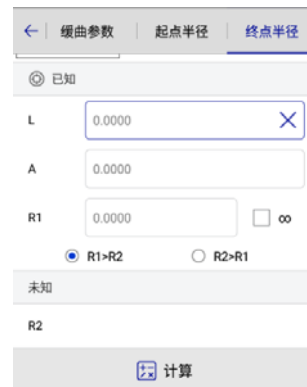 ← 缓曲参数 起点半径 终点半径
已知
L 0.0000
A 0.0000
R1 0.0000 ∞
R1>R2 R2>R1
未知
R2
计算